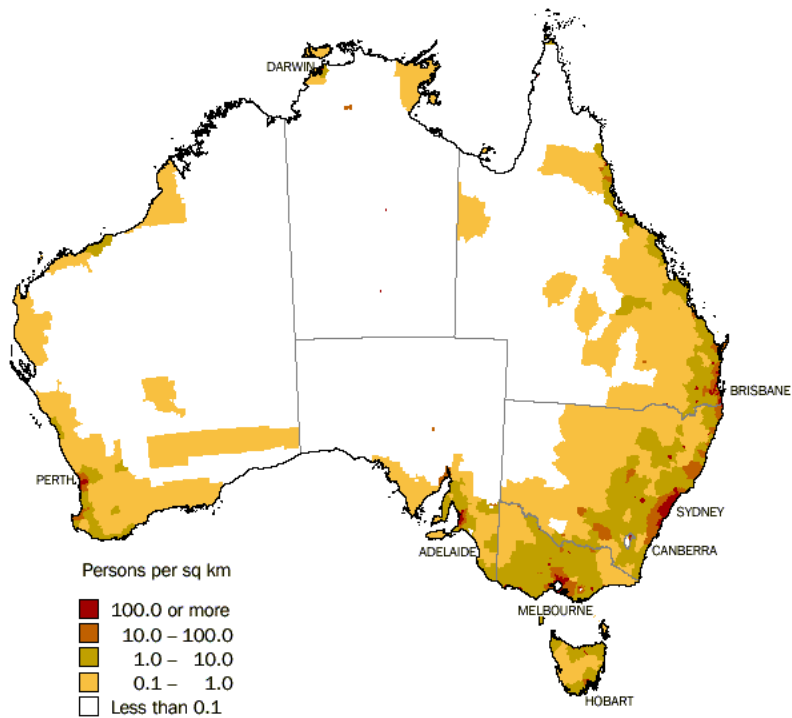 DARWIN
BRISBANE
PERTH
SYDNEY
ADELAIDE
CANBERRA
Persons per sq km
MELBOURNE
100.0 or more
10.0 – 100.0
1.0 – 10.0
0.1 – 1.0
HOBART
Less than 0.1